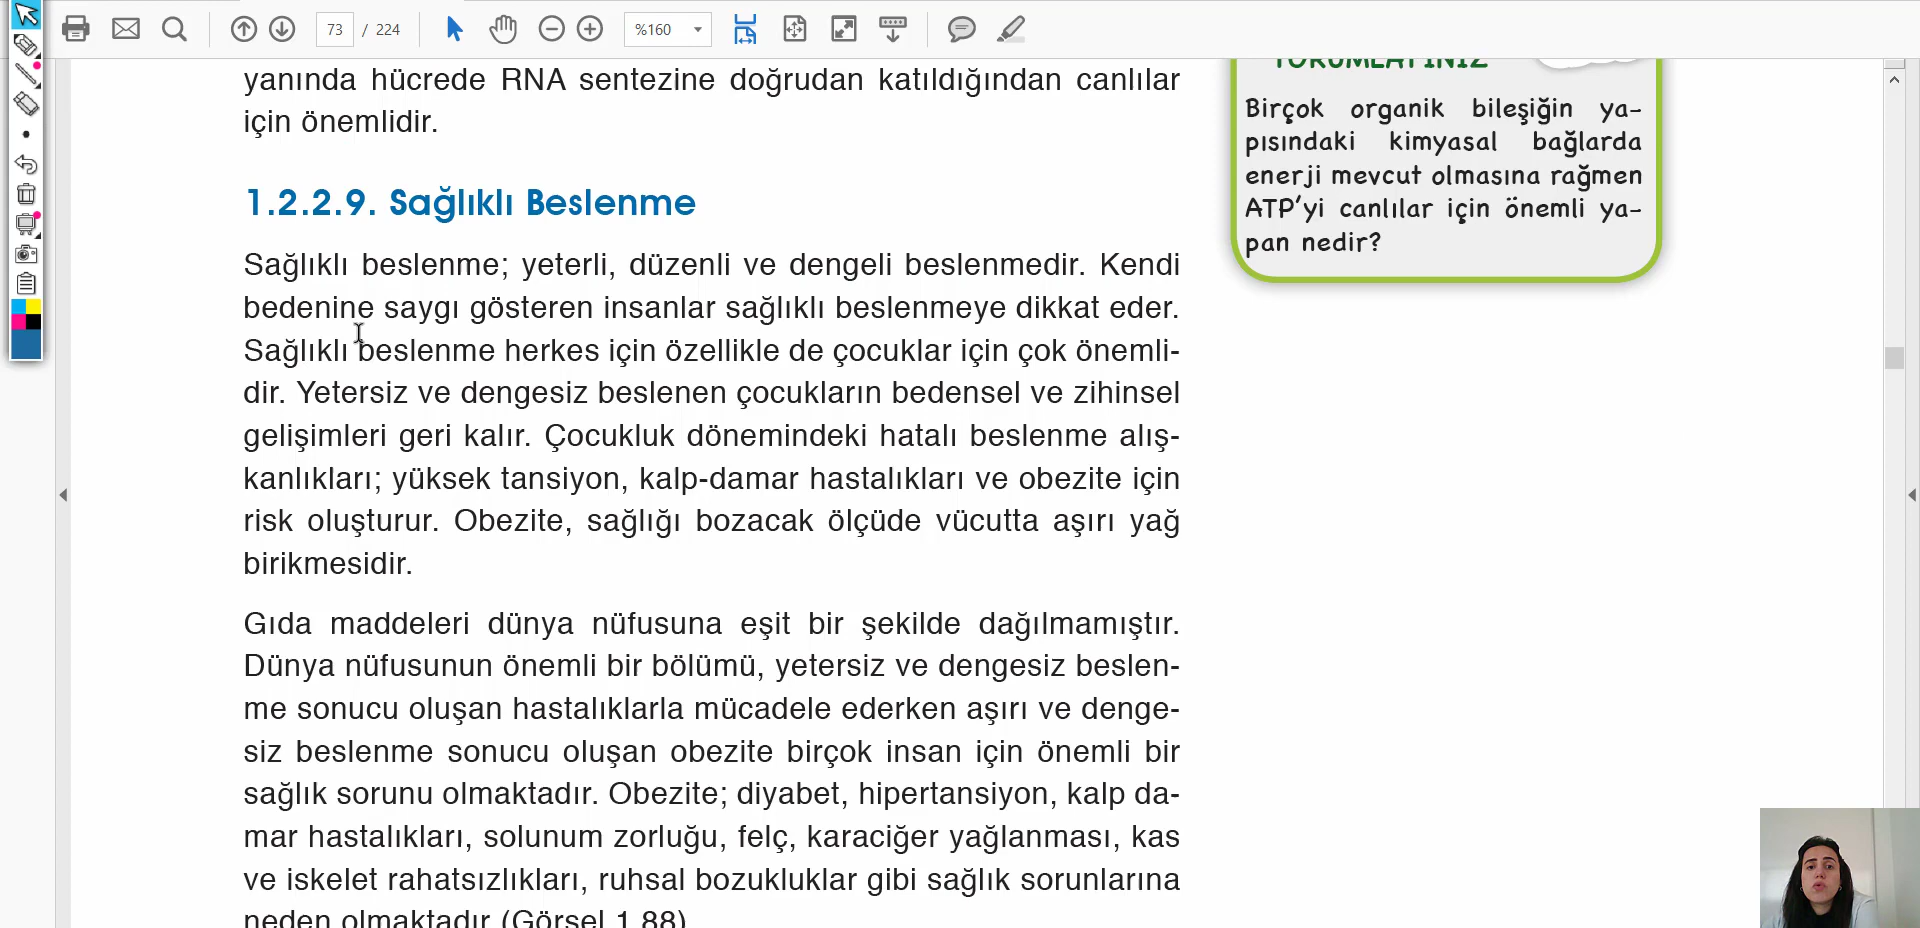 73 / 224
%160
yanında hücrede RNA sentezine doğrudan katıldığından canlılar
için önemlidir.
1.2.2.9. Sağlıklı Beslenme
Sağlıklı beslenme; yeterli, düzenli ve dengeli beslenmedir. Kendi
bedenine saygı gösteren insanlar sağlıklı beslenmeye dikkat eder.
Sağlıklı beslenme herkes için özellikle de çocuklar için çok önemli-
dir. Yetersiz ve dengesiz beslenen çocukların bedensel ve zihinsel
gelişimleri geri kalır. Çocukluk dönemindeki hatalı beslenme alış-
kanlıkları; yüksek tansiyon, kalp-damar hastalıkları ve obezite için
risk oluşturur. Obezite, sağlığı bozacak ölçüde vücutta aşırı yağ
birikmesidir.
Gıda maddeleri dünya nüfusuna eşit bir şekilde dağılmamıştır.
Dünya nüfusunun önemli bir bölümü, yetersiz ve dengesiz beslen-
me sonucu oluşan hastalıklarla mücadele ederken aşırı ve denge-
siz beslenme sonucu oluşan obezite birçok insan için önemli bir
sağlık sorunu olmaktadır. Obezite; diyabet, hipertansiyon, kalp da-
mar hastalıkları, solunum zorluğu, felç, karaciğer yağlanması, kas
ve iskelet rahatsızlıkları, ruhsal bozukluklar gibi sağlık sorunlarına
neden olmaktadır (Görsel 1.88)
YORUMLAYINIZ
Birçok organik bileşiğin ya-
pısındaki kimyasal bağlarda
enerji mevcut olmasına rağmen
ATP'yi canlılar için önemli ya-
pan nedir?